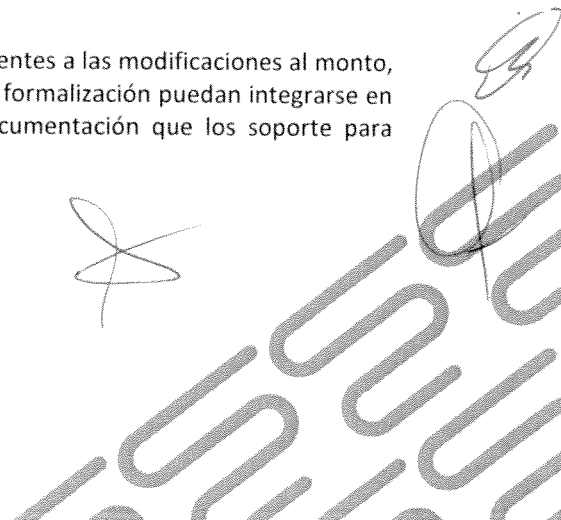 entes a las modificaciones al monto,
formalización puedan integrarse en
cumentación que los soporte para